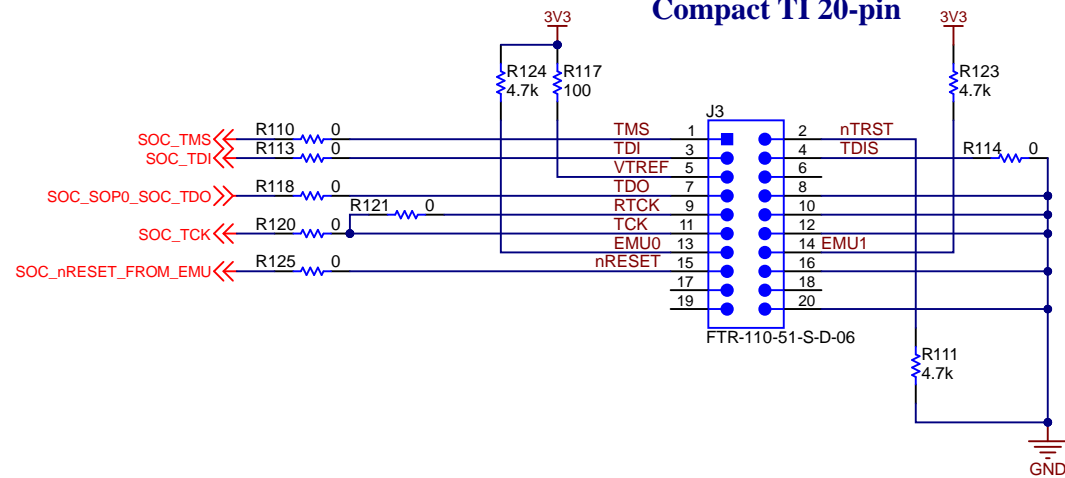 Compact TI 20-pin
3V3
3V3
R124
4.7k
R117
100
R123
4.7k
J3
SOC_TMS R110 0 TMS 1 2 nTRST
SOC_TDI R113 0 TDI 3 4 TDIS R114 0
VTREF 5 6
SOC_SOP0_SOC_TDO R118 0 TDO 7 8
R121 0 RTCK 9 10
SOC_TCK R120 0 TCK 11 12
EMU0 13 14 EMU1
SOC_nRESET_FROM_EMU R125 0 nRESET 15 16
17 18
19 20
FTR-110-51-S-D-06
R111
4.7k
GND